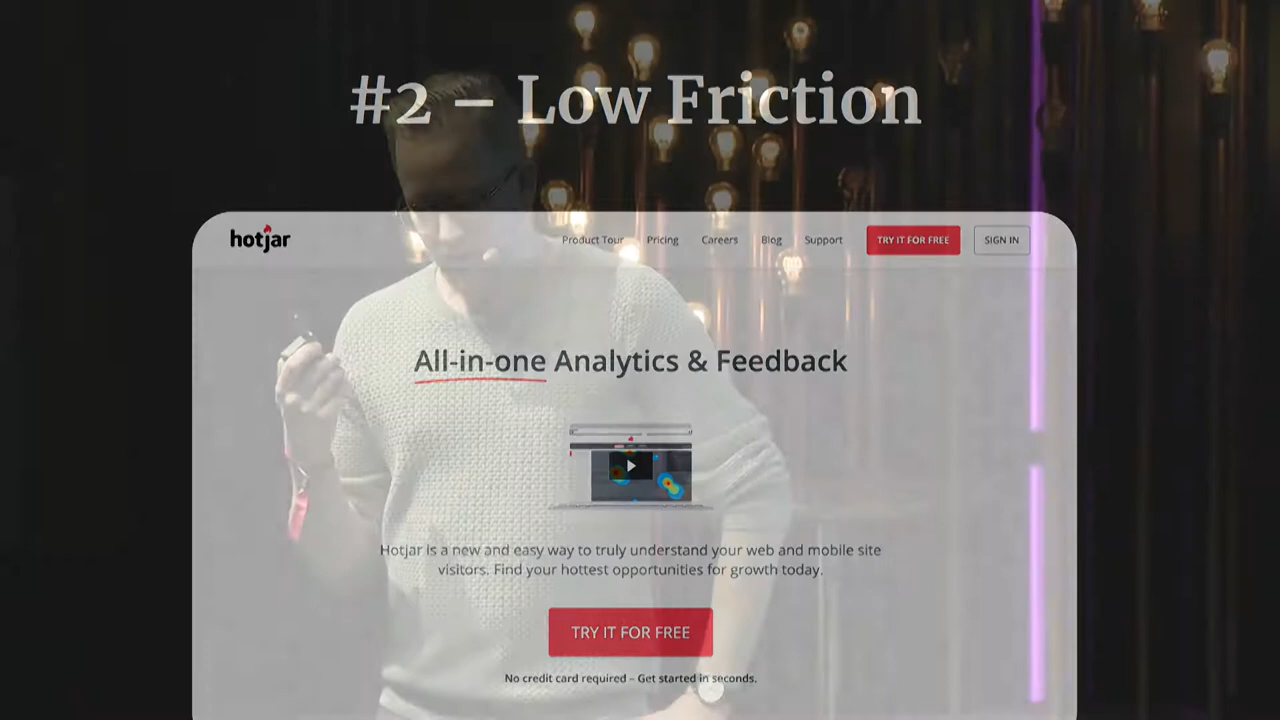 #2 – Low Friction
hotjar
Product Tour
Pricing
Careers
Blog
Support
TRY IT FOR FREE
SIGN IN
All-in-one Analytics & Feedback
Hotjar is a new and easy way to truly understand your web and mobile site
visitors. Find your hottest opportunities for growth today.
TRY IT FOR FREE
No credit card required – Get started in seconds.